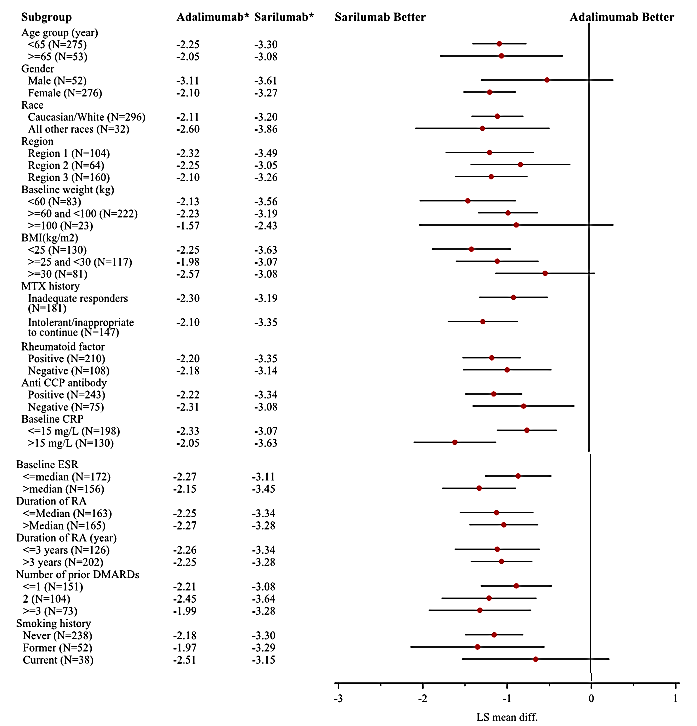 Subgroup Adalimumab* Sarilumab* Sarilumab Better Adalimumab Better
Age group (year)
<65 (N=275) -2.25 -3.30
>=65 (N=53) -2.05 -3.08
Gender
Male (N=52) -3.11 -3.61
Female (N=276) -2.10 -3.27
Race
Caucasian/White (N=296) -2.11 -3.20
All other races (N=32) -2.60 -3.86
Region
Region 1 (N=104) -2.32 -3.49
Region 2 (N=64) -2.25 -3.05
Region 3 (N=160) -2.10 -3.26
Baseline weight (kg)
<60 (N=83) -2.13 -3.56
>=60 and <100 (N=222) -2.23 -3.19
>=100 (N=23) -1.57 -2.43
BMI(kg/m2)
<25 (N=130) -2.25 -3.63
>=25 and <30 (N=117) -1.98 -3.07
>=30 (N=81) -2.57 -3.08
MTX history
Inadequate responders -2.30 -3.19
(N=181)
Intolerant/inappropriate -2.10 -3.35
to continue (N=147)
Rheumatoid factor
Positive (N=210) -2.20 -3.35
Negative (N=108) -2.18 -3.14
Anti CCP antibody
Positive (N=243) -2.22 -3.34
Negative (N=75) -2.31 -3.08
Baseline CRP
<=15 mg/L (N=198) -2.33 -3.07
>15 mg/L (N=130) -2.05 -3.63
Baseline ESR
<=median (N=172) -2.27 -3.11
>median (N=156) -2.15 -3.45
Duration of RA
<=Median (N=163) -2.25 -3.34
>Median (N=165) -2.27 -3.28
Duration of RA (year)
<=3 years (N=126) -2.26 -3.34
>3 years (N=202) -2.25 -3.28
Number of prior DMARDs
<=1 (N=151) -2.21 -3.08
2 (N=104) -2.45 -3.64
>=3 (N=73) -1.99 -3.28
Smoking history
Never (N=238) -2.18 -3.30
Former (N=52) -1.97 -3.29
Current (N=38) -2.51 -3.15
-3 -2 -1 0 1
LS mean diff.